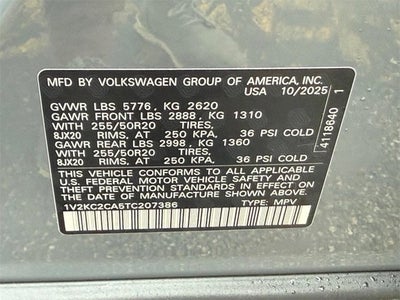 MFD. BY VOLKSWAGEN GROUP OF AMERICA, INC.
USA 10/2025
GVWR LBS 5776, KG 2620
GAWR FRONT LBS 2888, KG 1310
WITH 255/50R20 TIRES,
8JX20 RIMS, AT 250 KPA, 36 PSI COLD
GAWR REAR LBS 2998, KG 1360
WITH 255/50R20 TIRES,
8JX20 RIMS, AT 250 KPA, 36 PSI COLD
THIS VEHICLE CONFORMS TO ALL APPLICABLE
U.S. FEDERAL MOTOR VEHICLE SAFETY AND
THEFT PREVENTION STANDARDS IN EFFECT ON THE
DATE OF MANUFACTURE SHOWN ABOVE.
1V2KC2CA6TC207386 TYPE: MPV
4118640 1